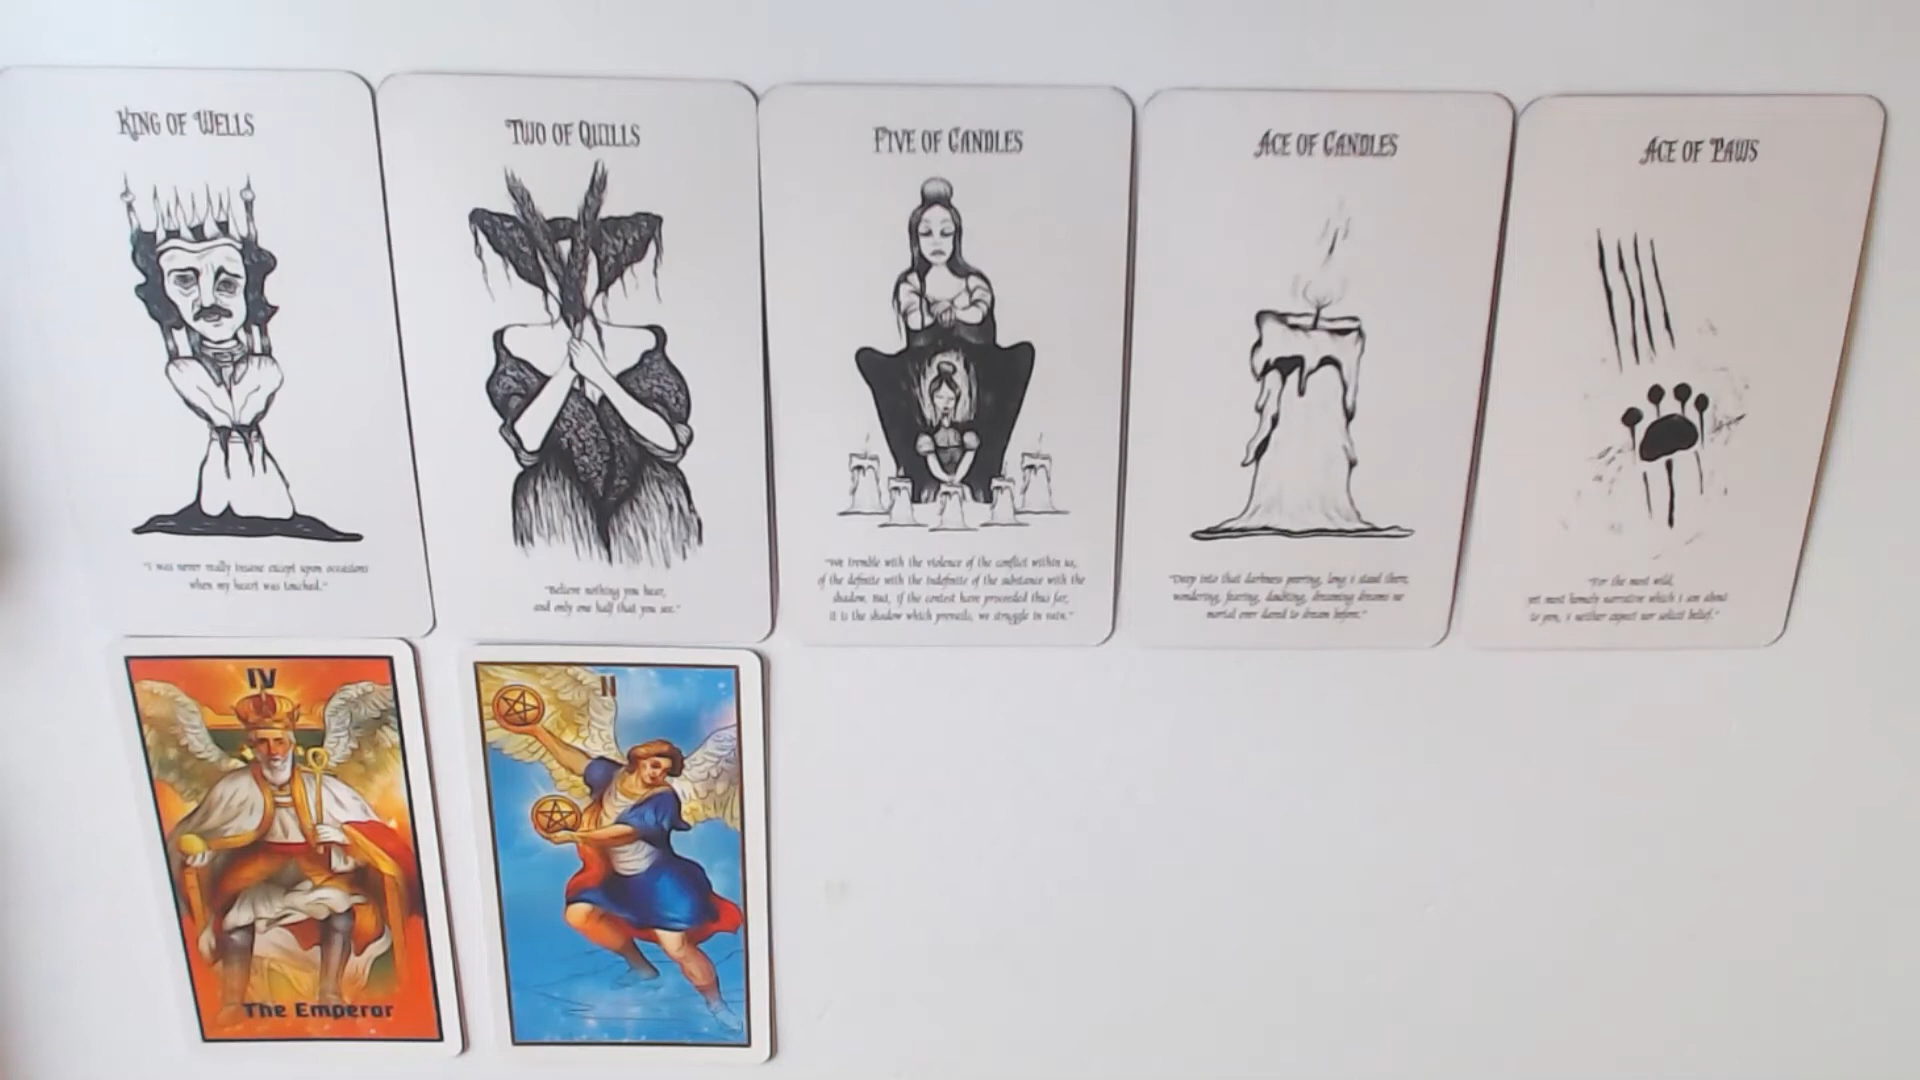 KING OF WELLS
"I was never really insane except upon occasions
when my heart was touched."
TWO OF QUILLS
"Believe nothing you hear,
and only one half that you see."
FIVE OF CANDLES
"We tremble with the violence of the conflict within us,
of the definite with the indefinite of the substance with the
shadow. But, if the contest have proceeded thus far,
it is the shadow which prevails, we struggle in vain."
ACE OF CANDLES
"Deep into that darkness peering, long I stood there,
wondering, fearing, doubting, dreaming dreams no
mortal ever dared to dream before."
ACE OF PAWS
"For the most wild,
yet most homely narrative which I am about
to pen, I neither expect nor solicit belief."
IV
The Emperor
II